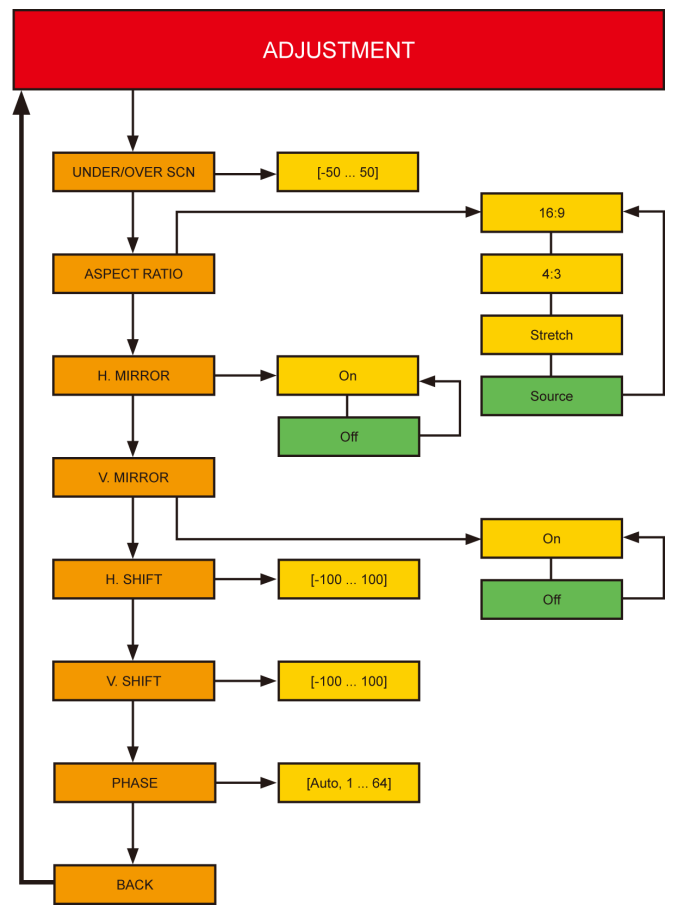 ADJUSTMENT
UNDER/OVER SCN
[-50 ... 50]
16:9
ASPECT RATIO
4:3
Stretch
H. MIRROR
On
Source
Off
V. MIRROR
On
H. SHIFT
[-100 ... 100]
Off
V. SHIFT
[-100 ... 100]
PHASE
[Auto, 1 ... 64]
BACK